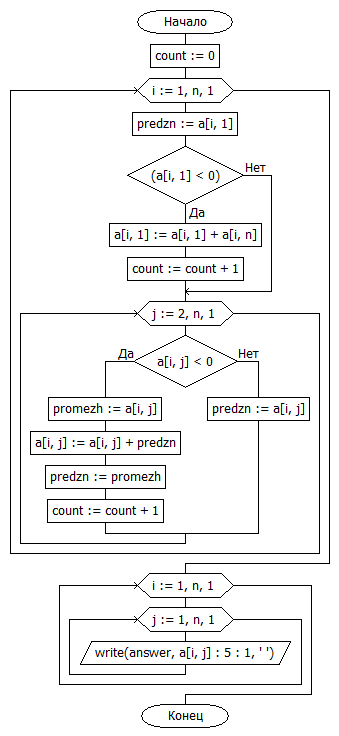 Начало
count := 0
i := 1, n, 1
predzn := a[i, 1]
(a[i, 1] < 0)
Нет
Да
a[i, 1] := a[i, 1] + a[i, n]
count := count + 1
j := 2, n, 1
Да
a[i, j] < 0
Нет
promezh := a[i, j]
predzn := a[i, j]
a[i, j] := a[i, j] + predzn
predzn := promezh
count := count + 1
i := 1, n, 1
j := 1, n, 1
write(answer, a[i, j] : 5 : 1, ' ')
Конец